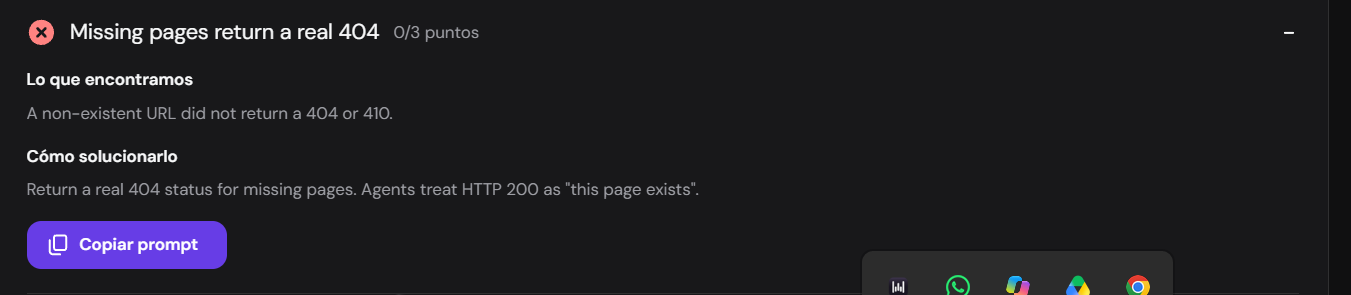 Missing pages return a real 404 0/3 puntos
Lo que encontramos
A non-existent URL did not return a 404 or 410.
Cómo solucionarlo
Return a real 404 status for missing pages. Agents treat HTTP 200 as "this page exists".
Copiar prompt